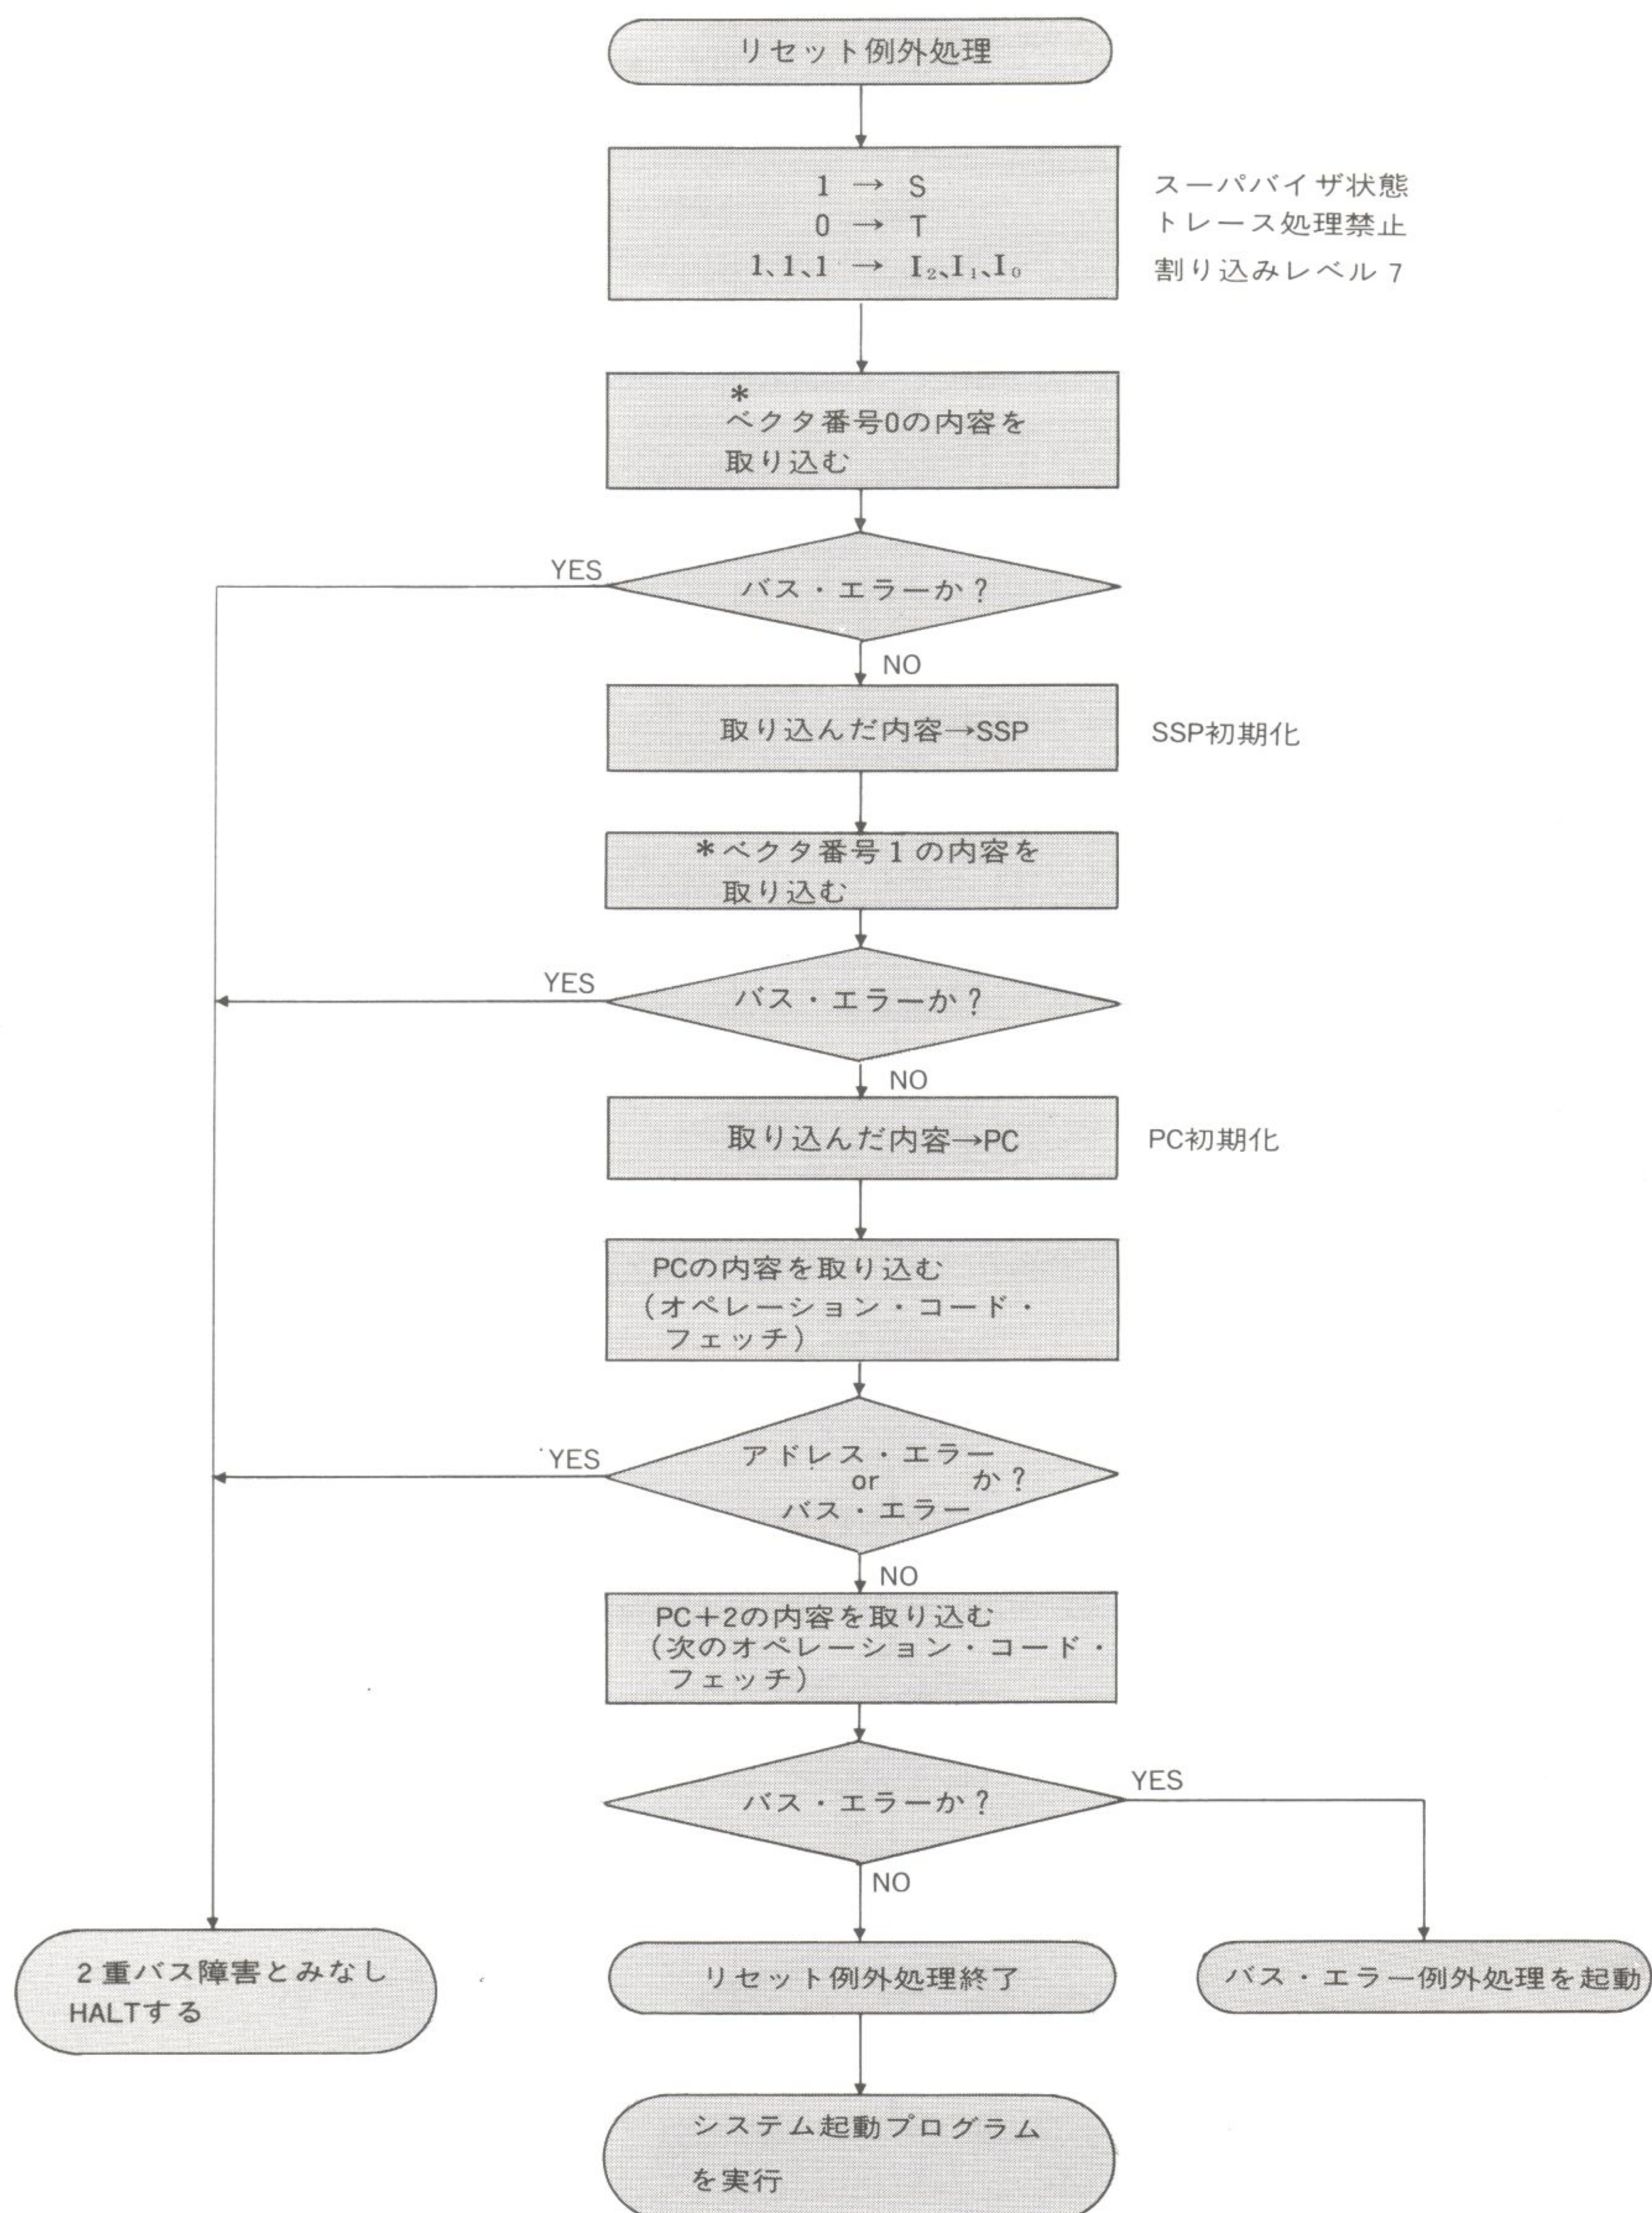 リセット例外処理
1 → S
スーパバイザ状態
0 → T
トレース処理禁止
1、1、1 → I₂、I₁、I₀
割り込みレベル 7
*
ベクタ番号0の内容を
取り込む
YES
バス・エラーか?
NO
取り込んだ内容→SSP
SSP初期化
*ベクタ番号1の内容を
取り込む
YES
バス・エラーか?
NO
取り込んだ内容→PC
PC初期化
PCの内容を取り込む
(オペレーション・コード・
フェッチ)
YES
アドレス・エラー
or か?
バス・エラー
NO
PC+2の内容を取り込む
(次のオペレーション・コード・
フェッチ)
バス・エラーか?
YES
NO
2重バス障害とみなし
HALTする
リセット例外処理終了
バス・エラー例外処理を起動
システム起動プログラム
を実行